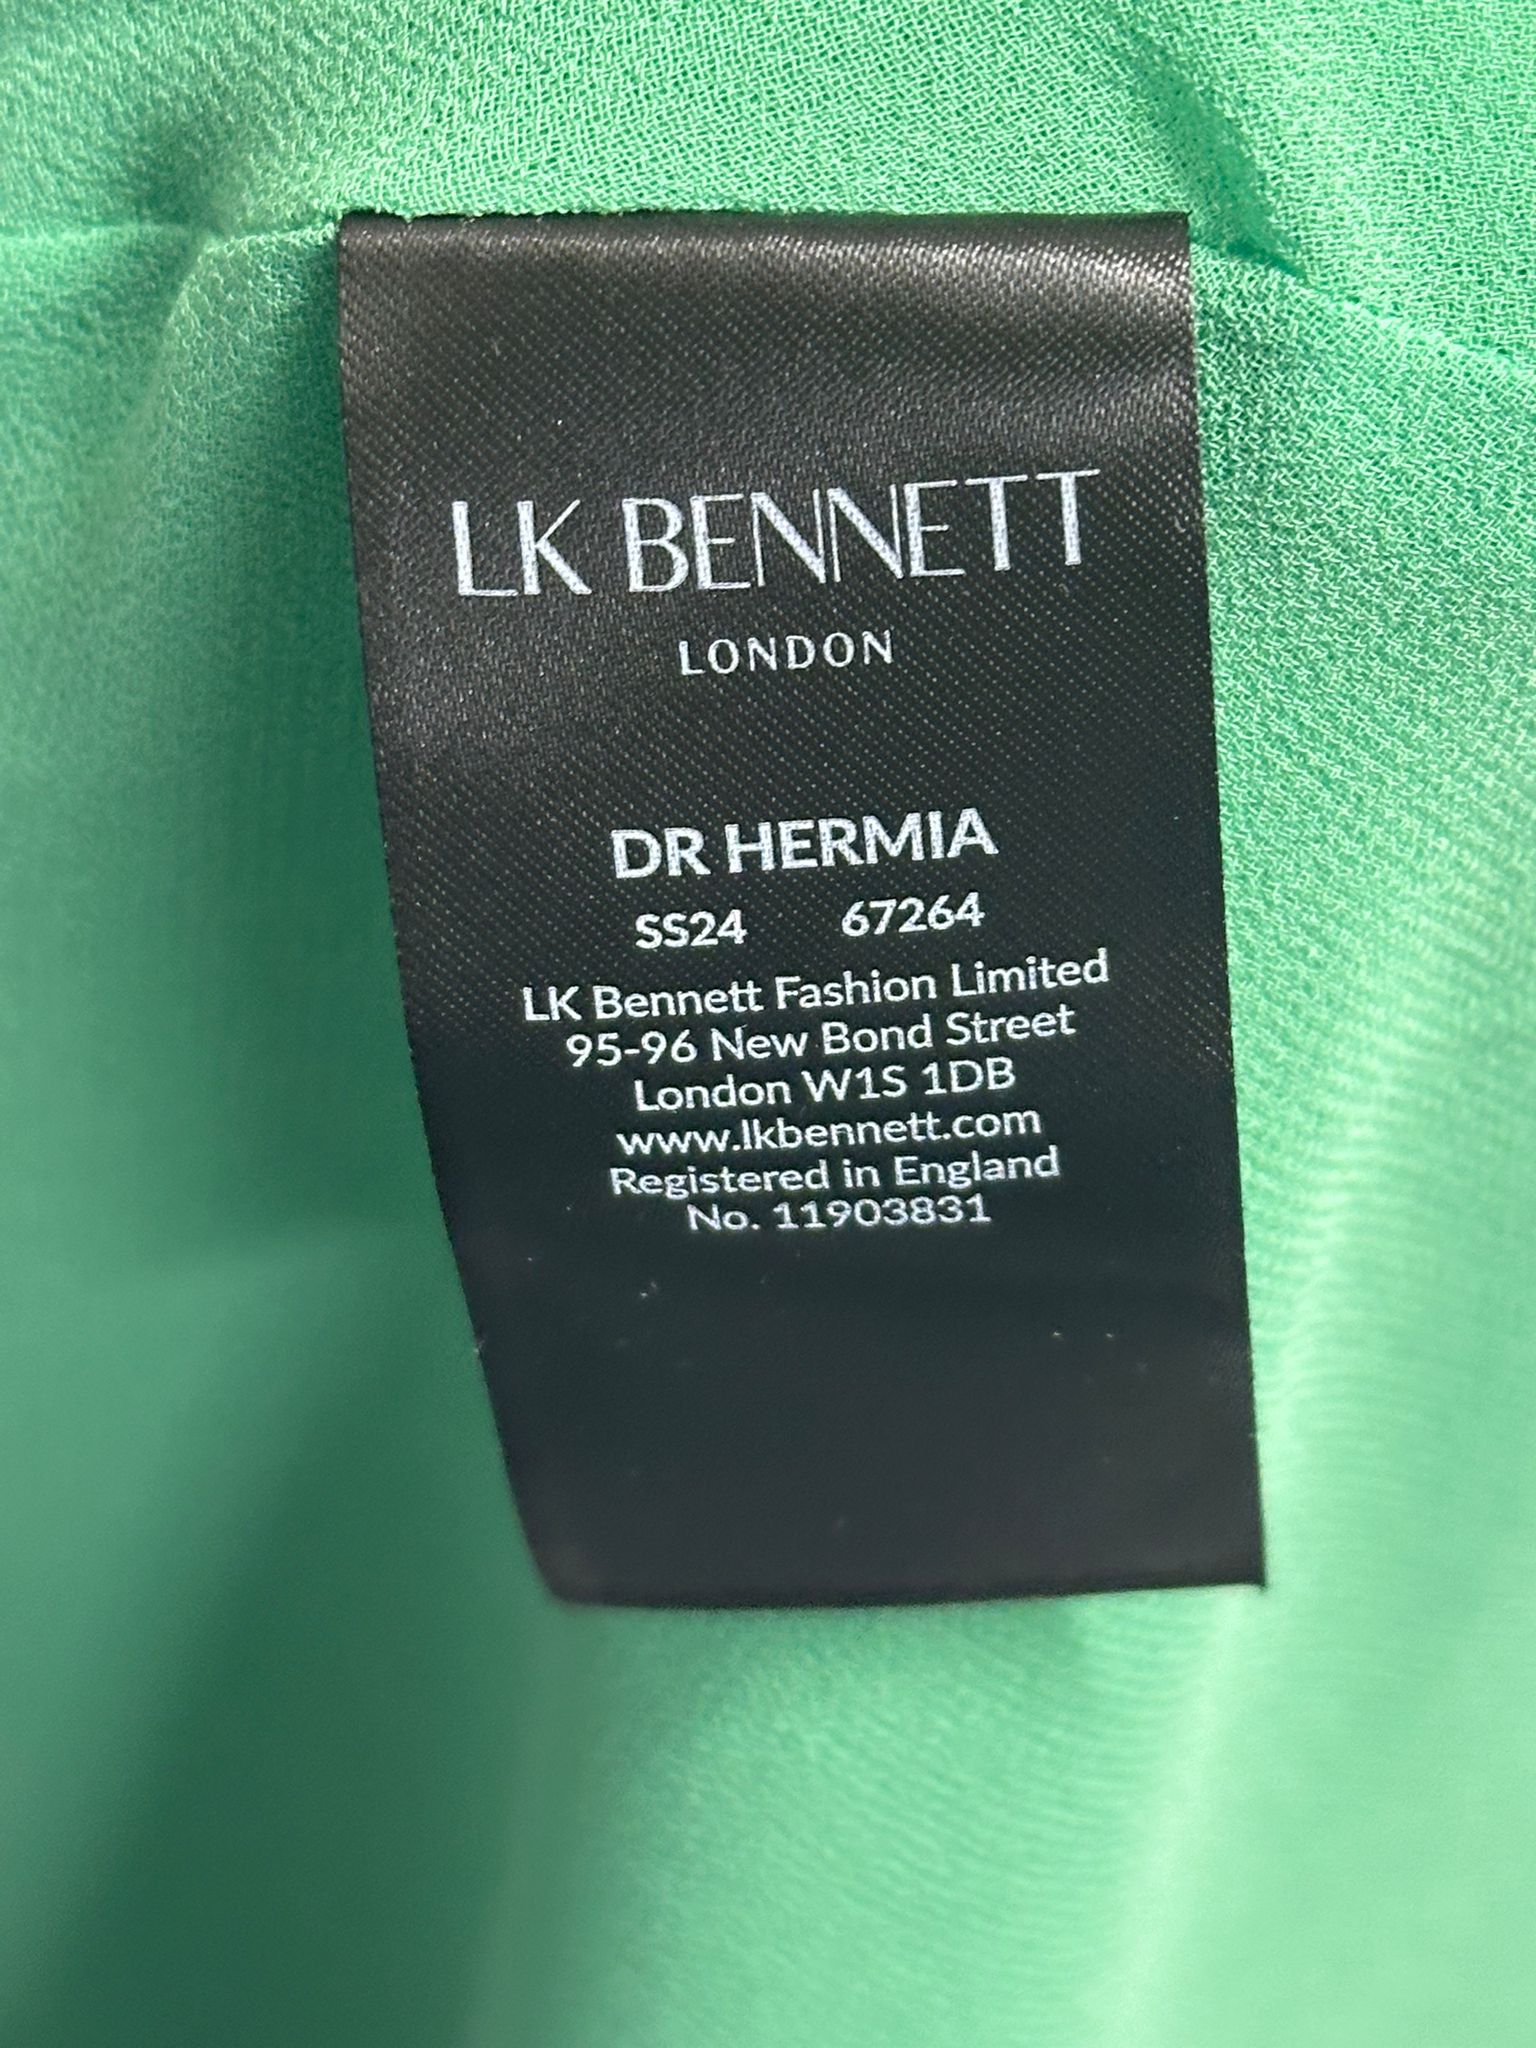 LK BENNETT
LONDON
DR HERMIA
SS24 67264
LK Bennett Fashion Limited
95-96 New Bond Street
London W1S 1DB
www.lkbennett.com
Registered in England
No. 11903831